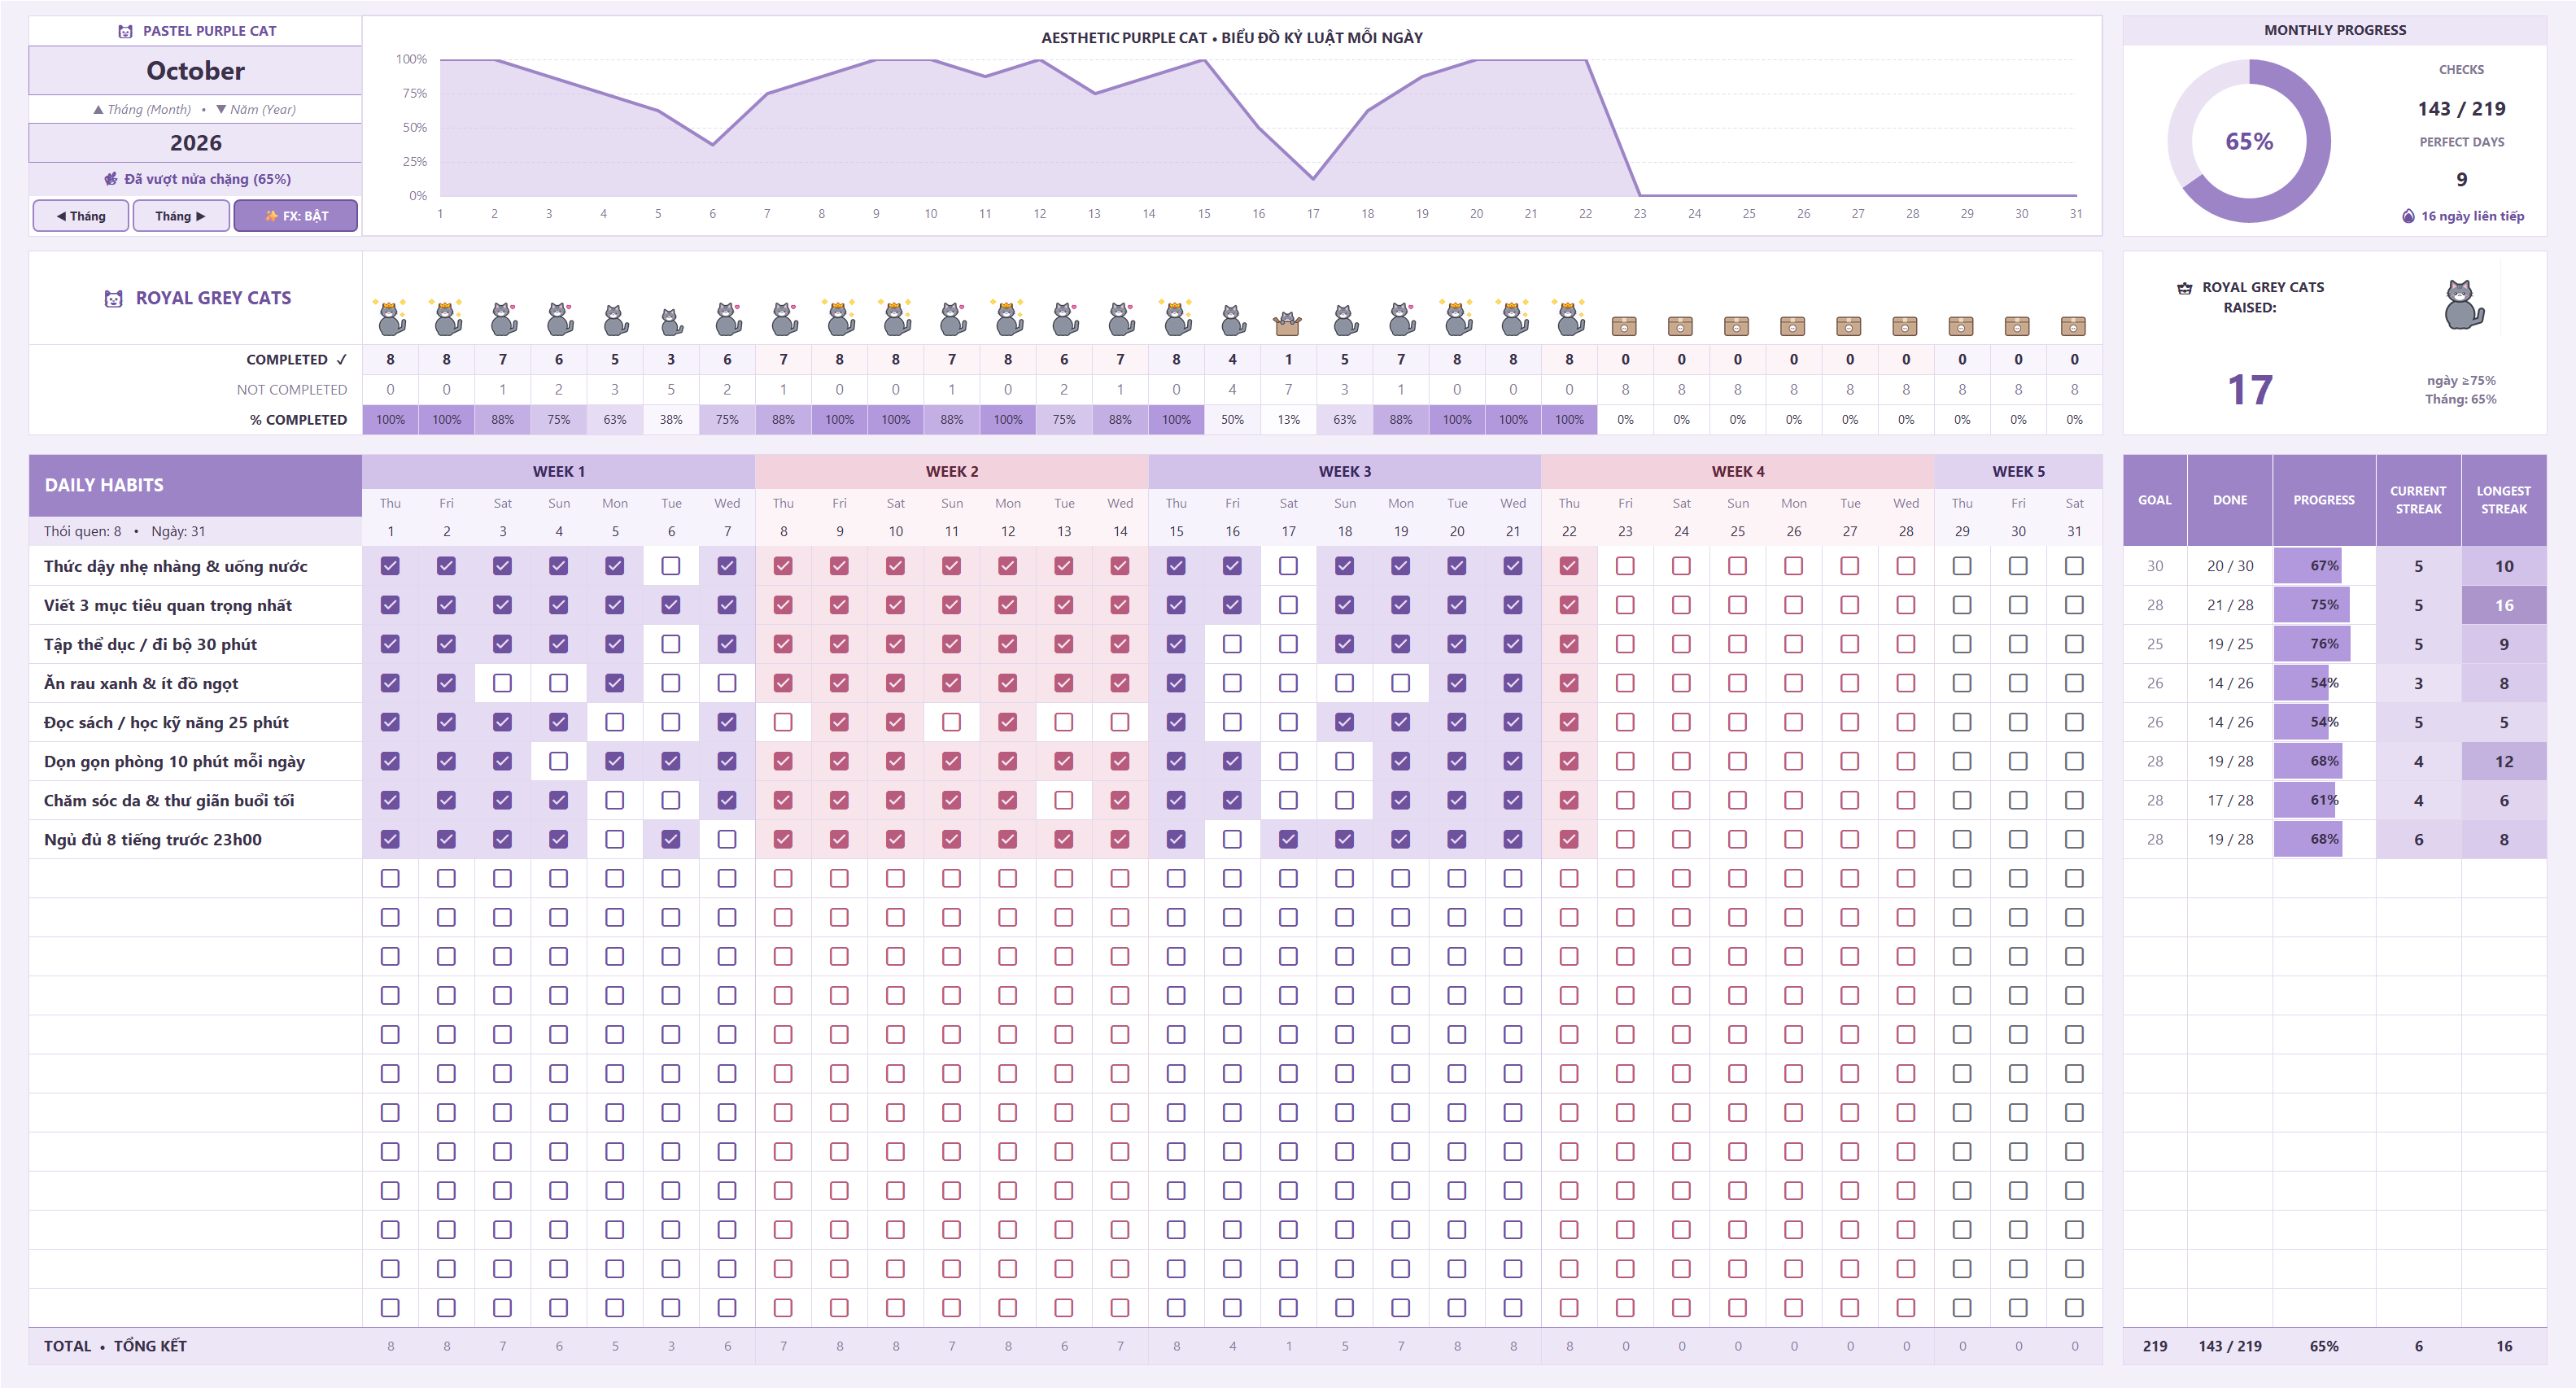 PASTEL PURPLE CAT
October
▲ Tháng (Month) • ▼ Năm (Year)
2026
Đã vượt nửa chặng (65%)
◀ Tháng Tháng ▶ FX: BẬT
AESTHETIC PURPLE CAT • BIỂU ĐỒ KỶ LUẬT MỖI NGÀY
100%
75%
50%
25%
0%
1 2 3 4 5 6 7 8 9 10 11 12 13 14 15 16 17 18 19 20 21 22 23 24 25 26 27 28 29 30 31
MONTHLY PROGRESS
65%
CHECKS
143 / 219
PERFECT DAYS
9
16 ngày liên tiếp
ROYAL GREY CATS
COMPLETED ✓ 8 8 7 6 5 3 6 7 8 8 7 8 6 7 8 4 1 5 7 8 8 8 0 0 0 0 0 0 0 0 0
NOT COMPLETED 0 0 1 2 3 5 2 1 0 0 1 0 2 1 0 4 7 3 1 0 0 0 8 8 8 8 8 8 8 8 8
% COMPLETED 100% 100% 88% 75% 63% 38% 75% 88% 100% 100% 88% 100% 75% 88% 100% 50% 13% 63% 88% 100% 100% 100% 0% 0% 0% 0% 0% 0% 0% 0% 0%
ROYAL GREY CATS
RAISED:
17
ngày ≥75%
Tháng: 65%
DAILY HABITS
WEEK 1 WEEK 2 WEEK 3 WEEK 4 WEEK 5
Thu Fri Sat Sun Mon Tue Wed Thu Fri Sat Sun Mon Tue Wed Thu Fri Sat Sun Mon Tue Wed Thu Fri Sat Sun Mon Tue Wed Thu Fri Sat
Thói quen: 8 • Ngày: 31 1 2 3 4 5 6 7 8 9 10 11 12 13 14 15 16 17 18 19 20 21 22 23 24 25 26 27 28 29 30 31
GOAL DONE PROGRESS CURRENT STREAK LONGEST STREAK
Thức dậy nhẹ nhàng & uống nước 30 20 / 30 67% 5 10
Viết 3 mục tiêu quan trọng nhất 28 21 / 28 75% 5 16
Tập thể dục / đi bộ 30 phút 25 19 / 25 76% 5 9
Ăn rau xanh & ít đồ ngọt 26 14 / 26 54% 3 8
Đọc sách / học kỹ năng 25 phút 26 14 / 26 54% 5 5
Dọn gọn phòng 10 phút mỗi ngày 28 19 / 28 68% 4 12
Chăm sóc da & thư giãn buổi tối 28 17 / 28 61% 4 6
Ngủ đủ 8 tiếng trước 23h00 28 19 / 28 68% 6 8
TOTAL • TỔNG KẾT 8 8 7 6 5 3 6 7 8 8 7 8 6 7 8 4 1 5 7 8 8 8 0 0 0 0 0 0 0 0 0 219 143 / 219 65% 6 16